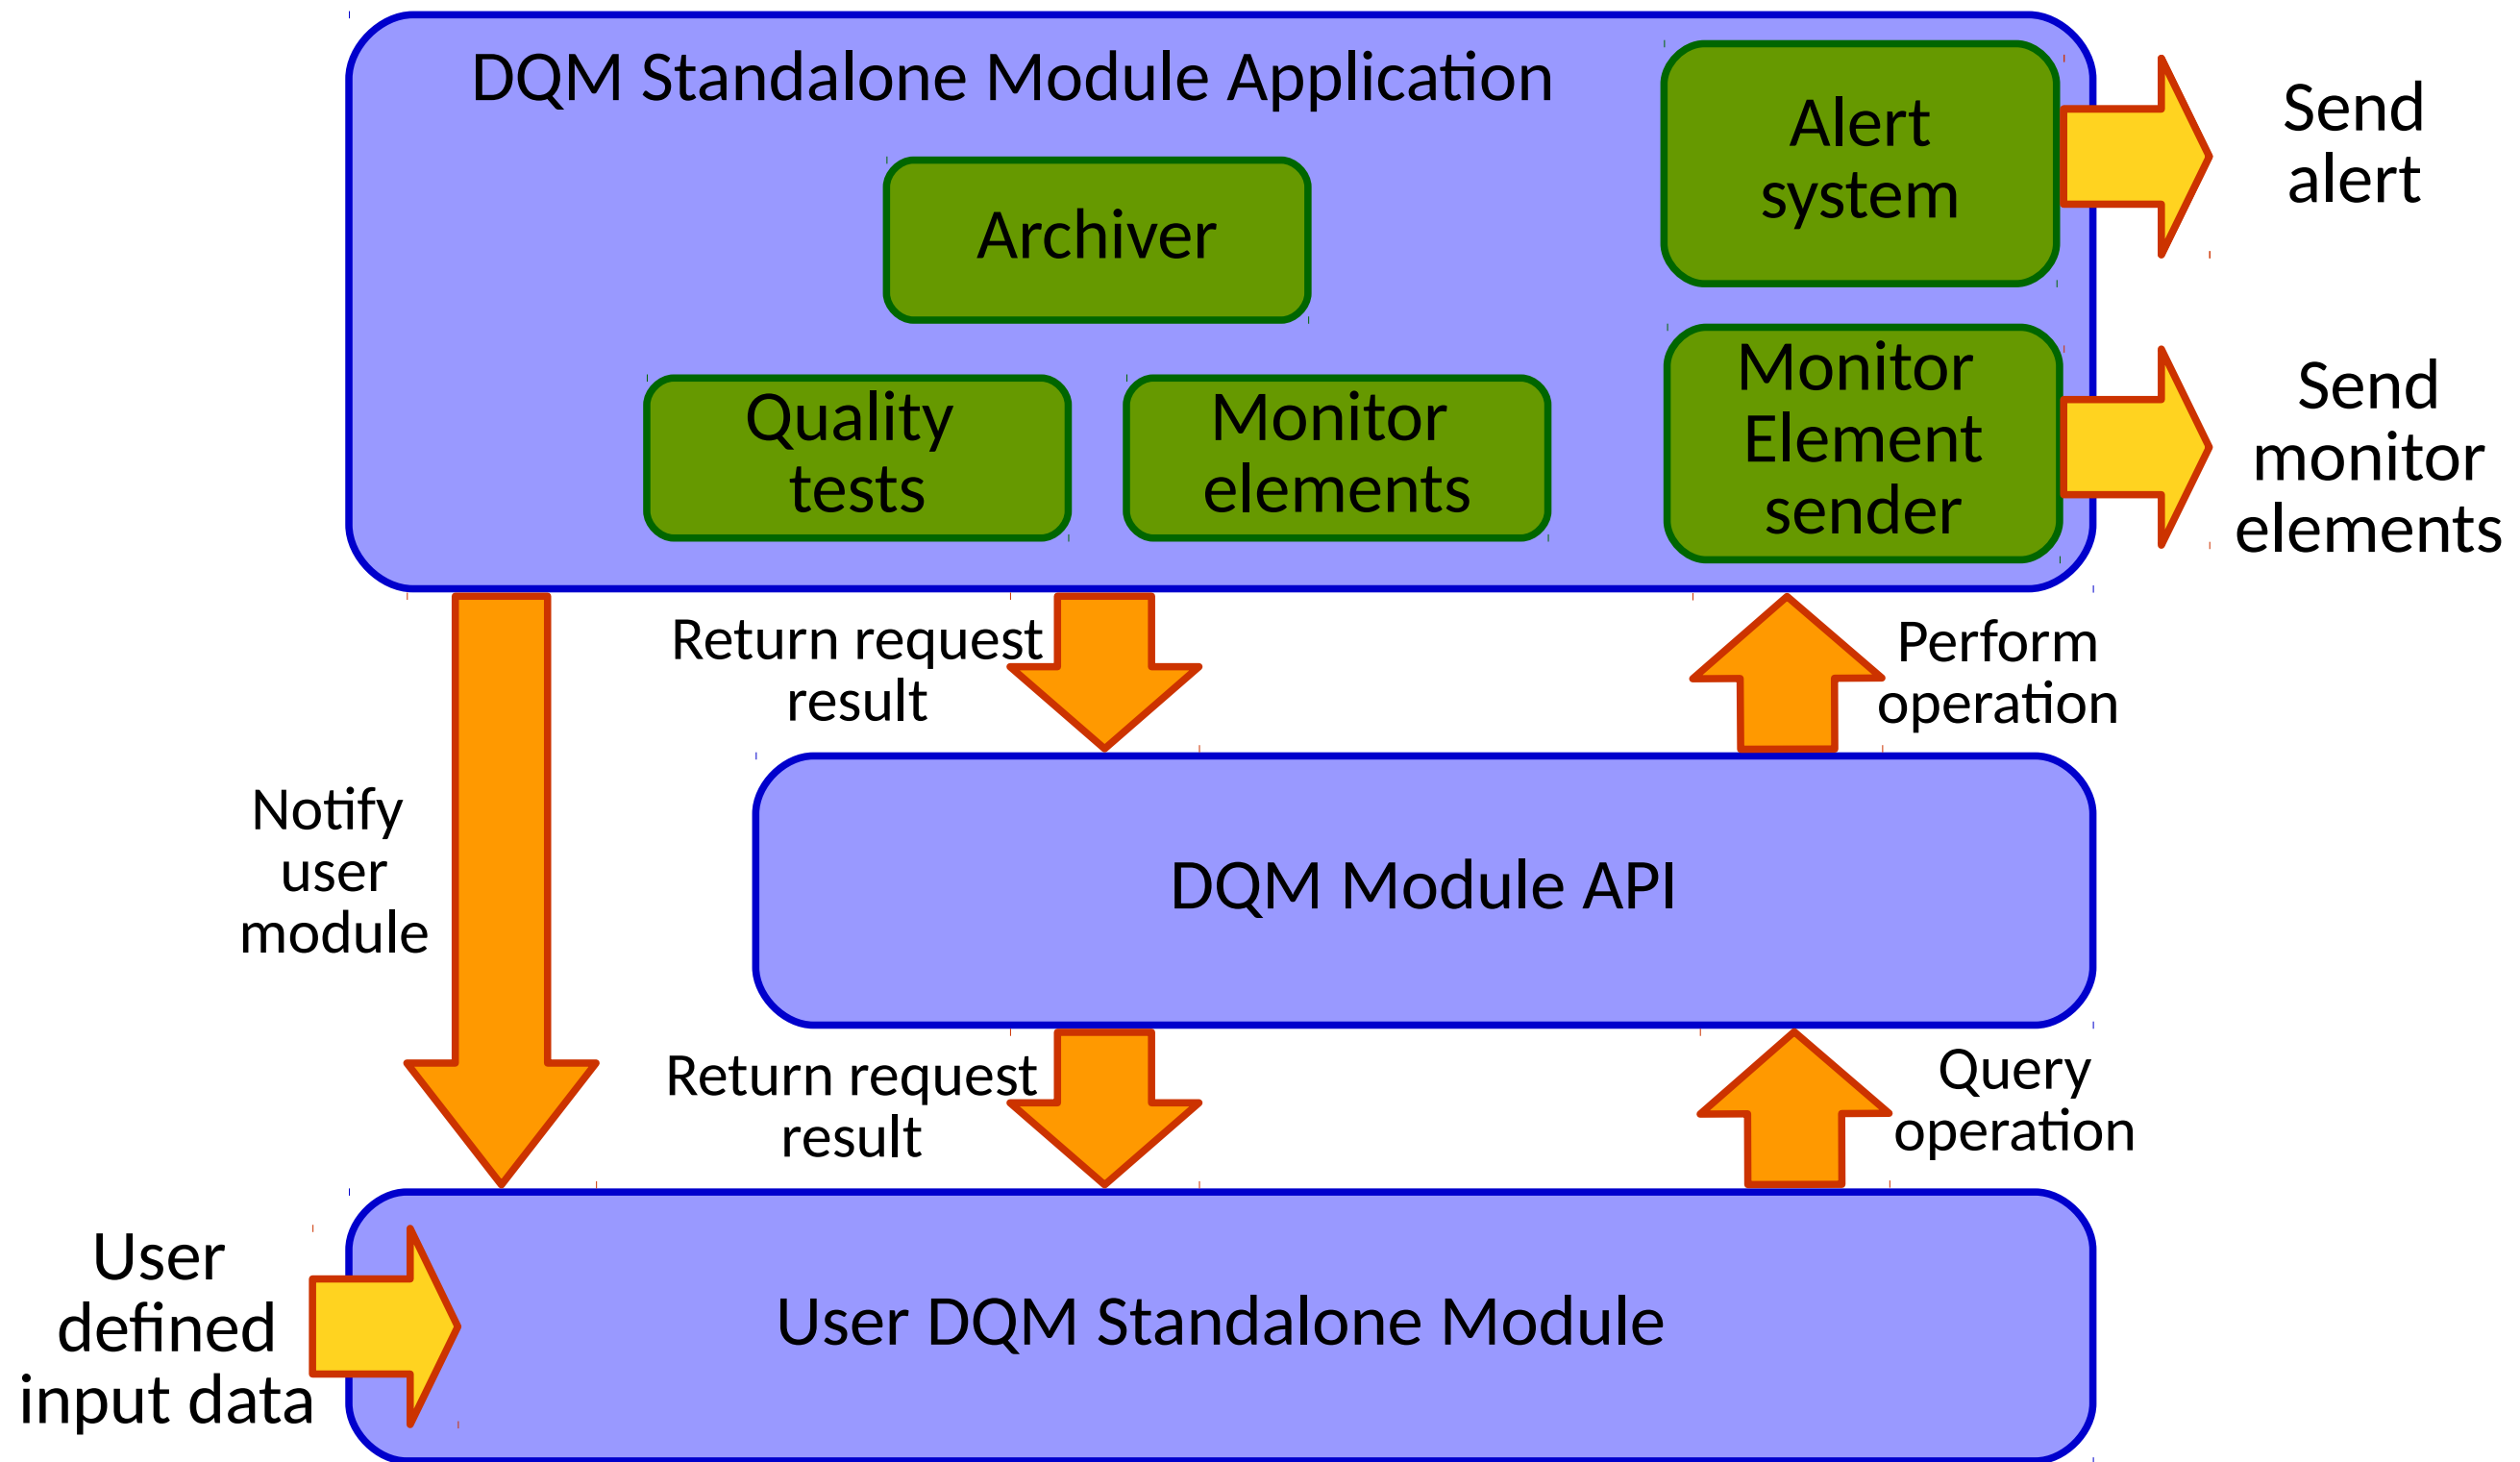 DQM Standalone Module Application
Alert
system
Send
alert
Archiver
Quality
tests
Monitor
elements
Monitor
Element
sender
Send
monitor
elements
Return request
result
Perform
operation
Notify
user
module
DQM Module API
Return request
result
Query
operation
User
defined
input data
User DQM Standalone Module